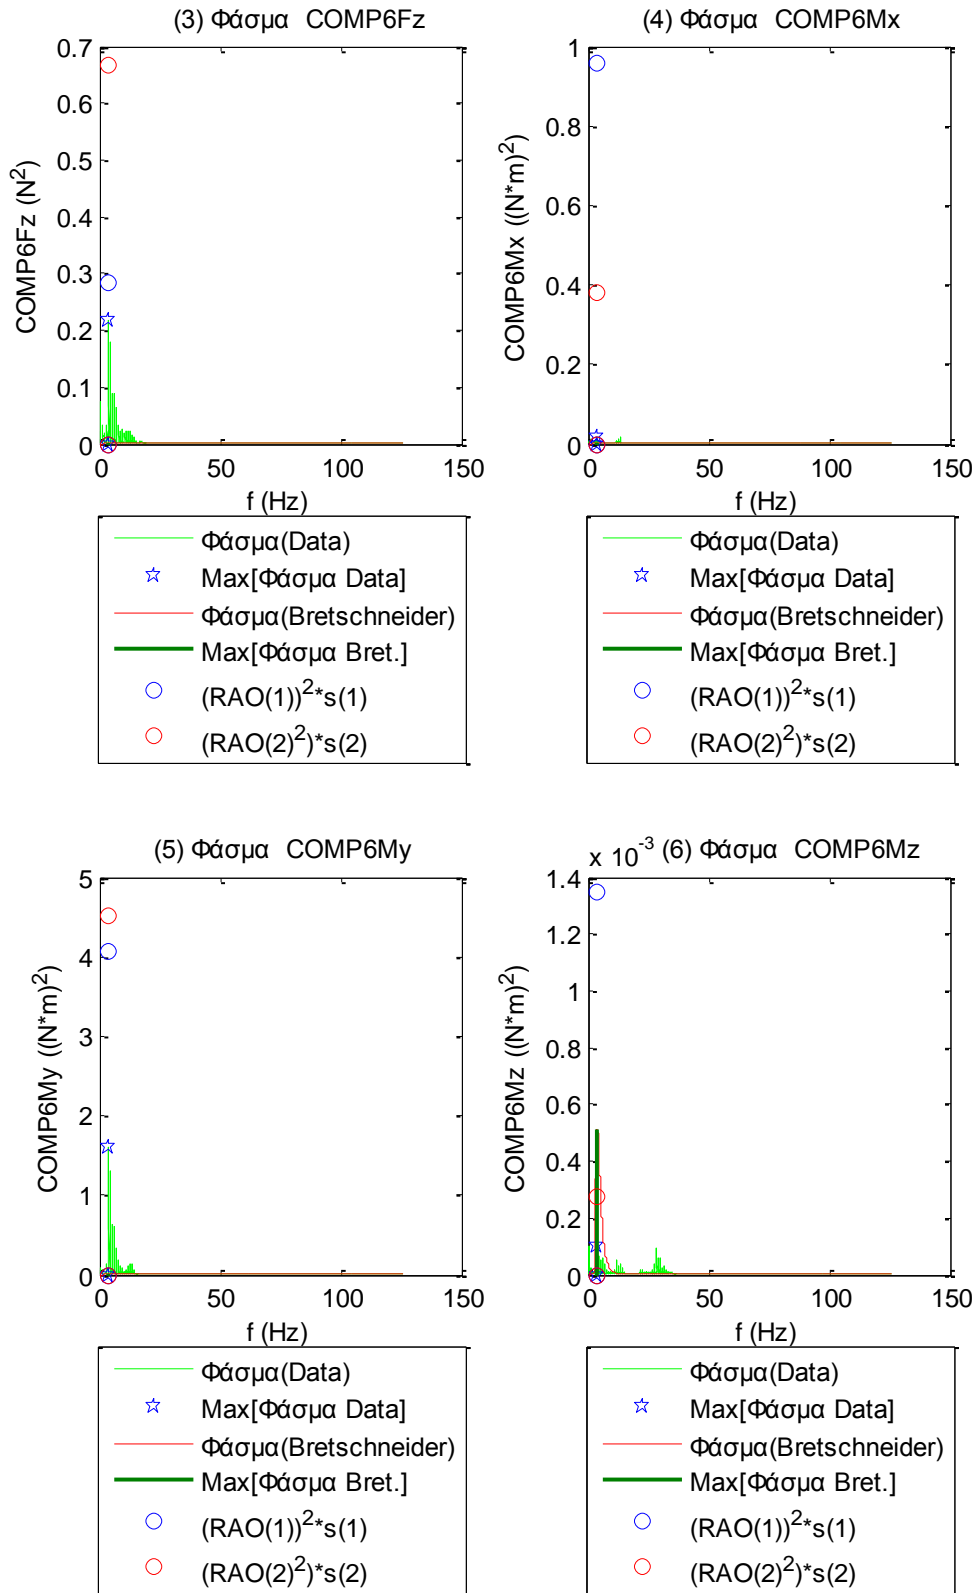 (3) Φάσμα COMP6Fz
0.7
0.6
0.5
0.4
0.3
0.2
0.1
0
COMP6Fz (N^2)
0 50 100 150
f (Hz)
Φάσμα(Data)
Max[Φάσμα Data]
Φάσμα(Bretschneider)
Max[Φάσμα Bret.]
(RAO(1))^2*s(1)
(RAO(2)^2)*s(2)
(4) Φάσμα COMP6Mx
1
0.8
0.6
0.4
0.2
0
COMP6Mx ((N*m)^2)
0 50 100 150
f (Hz)
Φάσμα(Data)
Max[Φάσμα Data]
Φάσμα(Bretschneider)
Max[Φάσμα Bret.]
(RAO(1))^2*s(1)
(RAO(2)^2)*s(2)
(5) Φάσμα COMP6My
5
4
3
2
1
0
COMP6My ((N*m)^2)
0 50 100 150
f (Hz)
Φάσμα(Data)
Max[Φάσμα Data]
Φάσμα(Bretschneider)
Max[Φάσμα Bret.]
(RAO(1))^2*s(1)
(RAO(2)^2)*s(2)
x 10^-3 (6) Φάσμα COMP6Mz
1.4
1.2
1
0.8
0.6
0.4
0.2
0
COMP6Mz ((N*m)^2)
0 50 100 150
f (Hz)
Φάσμα(Data)
Max[Φάσμα Data]
Φάσμα(Bretschneider)
Max[Φάσμα Bret.]
(RAO(1))^2*s(1)
(RAO(2)^2)*s(2)